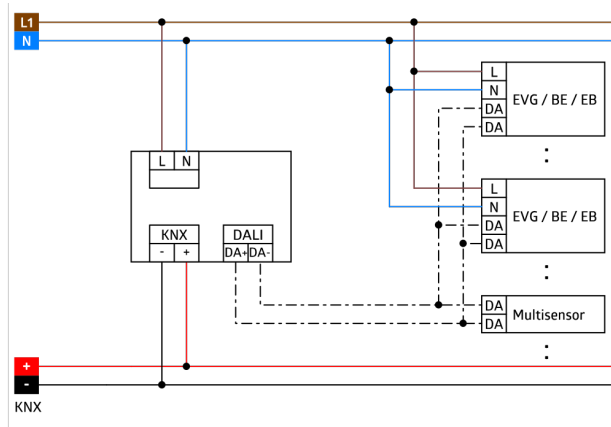 L1
N
L
N
EVG / BE / EB
DA
DA
:
L N
L
N
EVG / BE / EB
DA
DA
KNX DALI
- + DA+ DA-
:
DA
DA
Multisensor
:
+
-
KNX